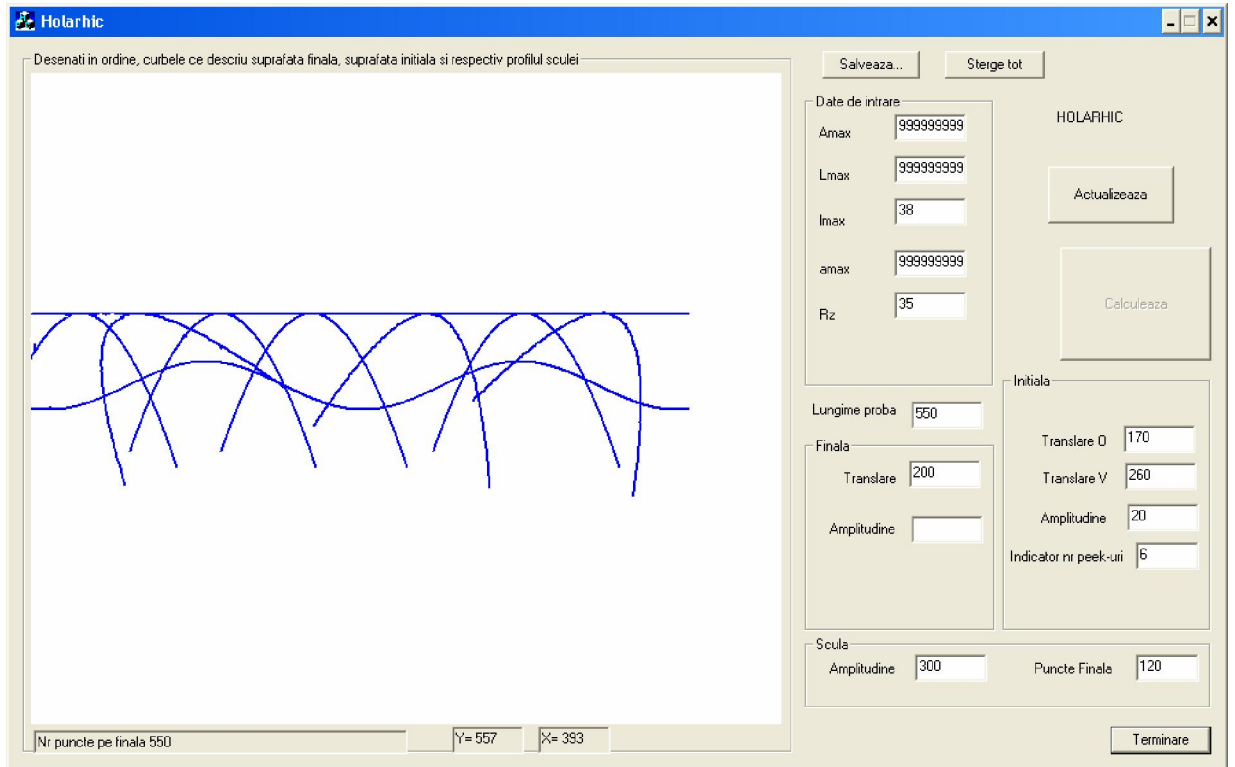 Holarhic
Desenati in ordine, curbele ce descriu suprafata finala, suprafata initiala si respectiv profilul sculei
Salveaza...
Sterge tot
Date de intrare
Amax 999999999
Lmax 999999999
lmax 38
amax 999999999
Rz 35
HOLARHIC
Actualizeaza
Calculeaza
Lungime proba 550
Finala
Translare 200
Amplitudine
Initiala
Translare O 170
Translare V 260
Amplitudine 20
Indicator nr peek-uri 6
Scula
Amplitudine 300
Puncte Finala 120
Nr puncte pe finala 550
Y= 557
X= 393
Terminare